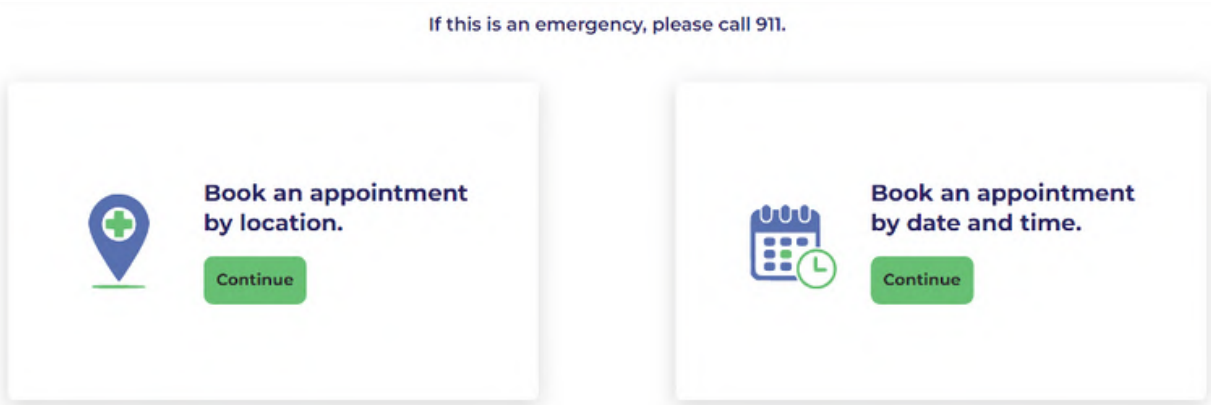 If this is an emergency, please call 911.
Book an appointment
by location.
Continue
Book an appointment
by date and time.
Continue